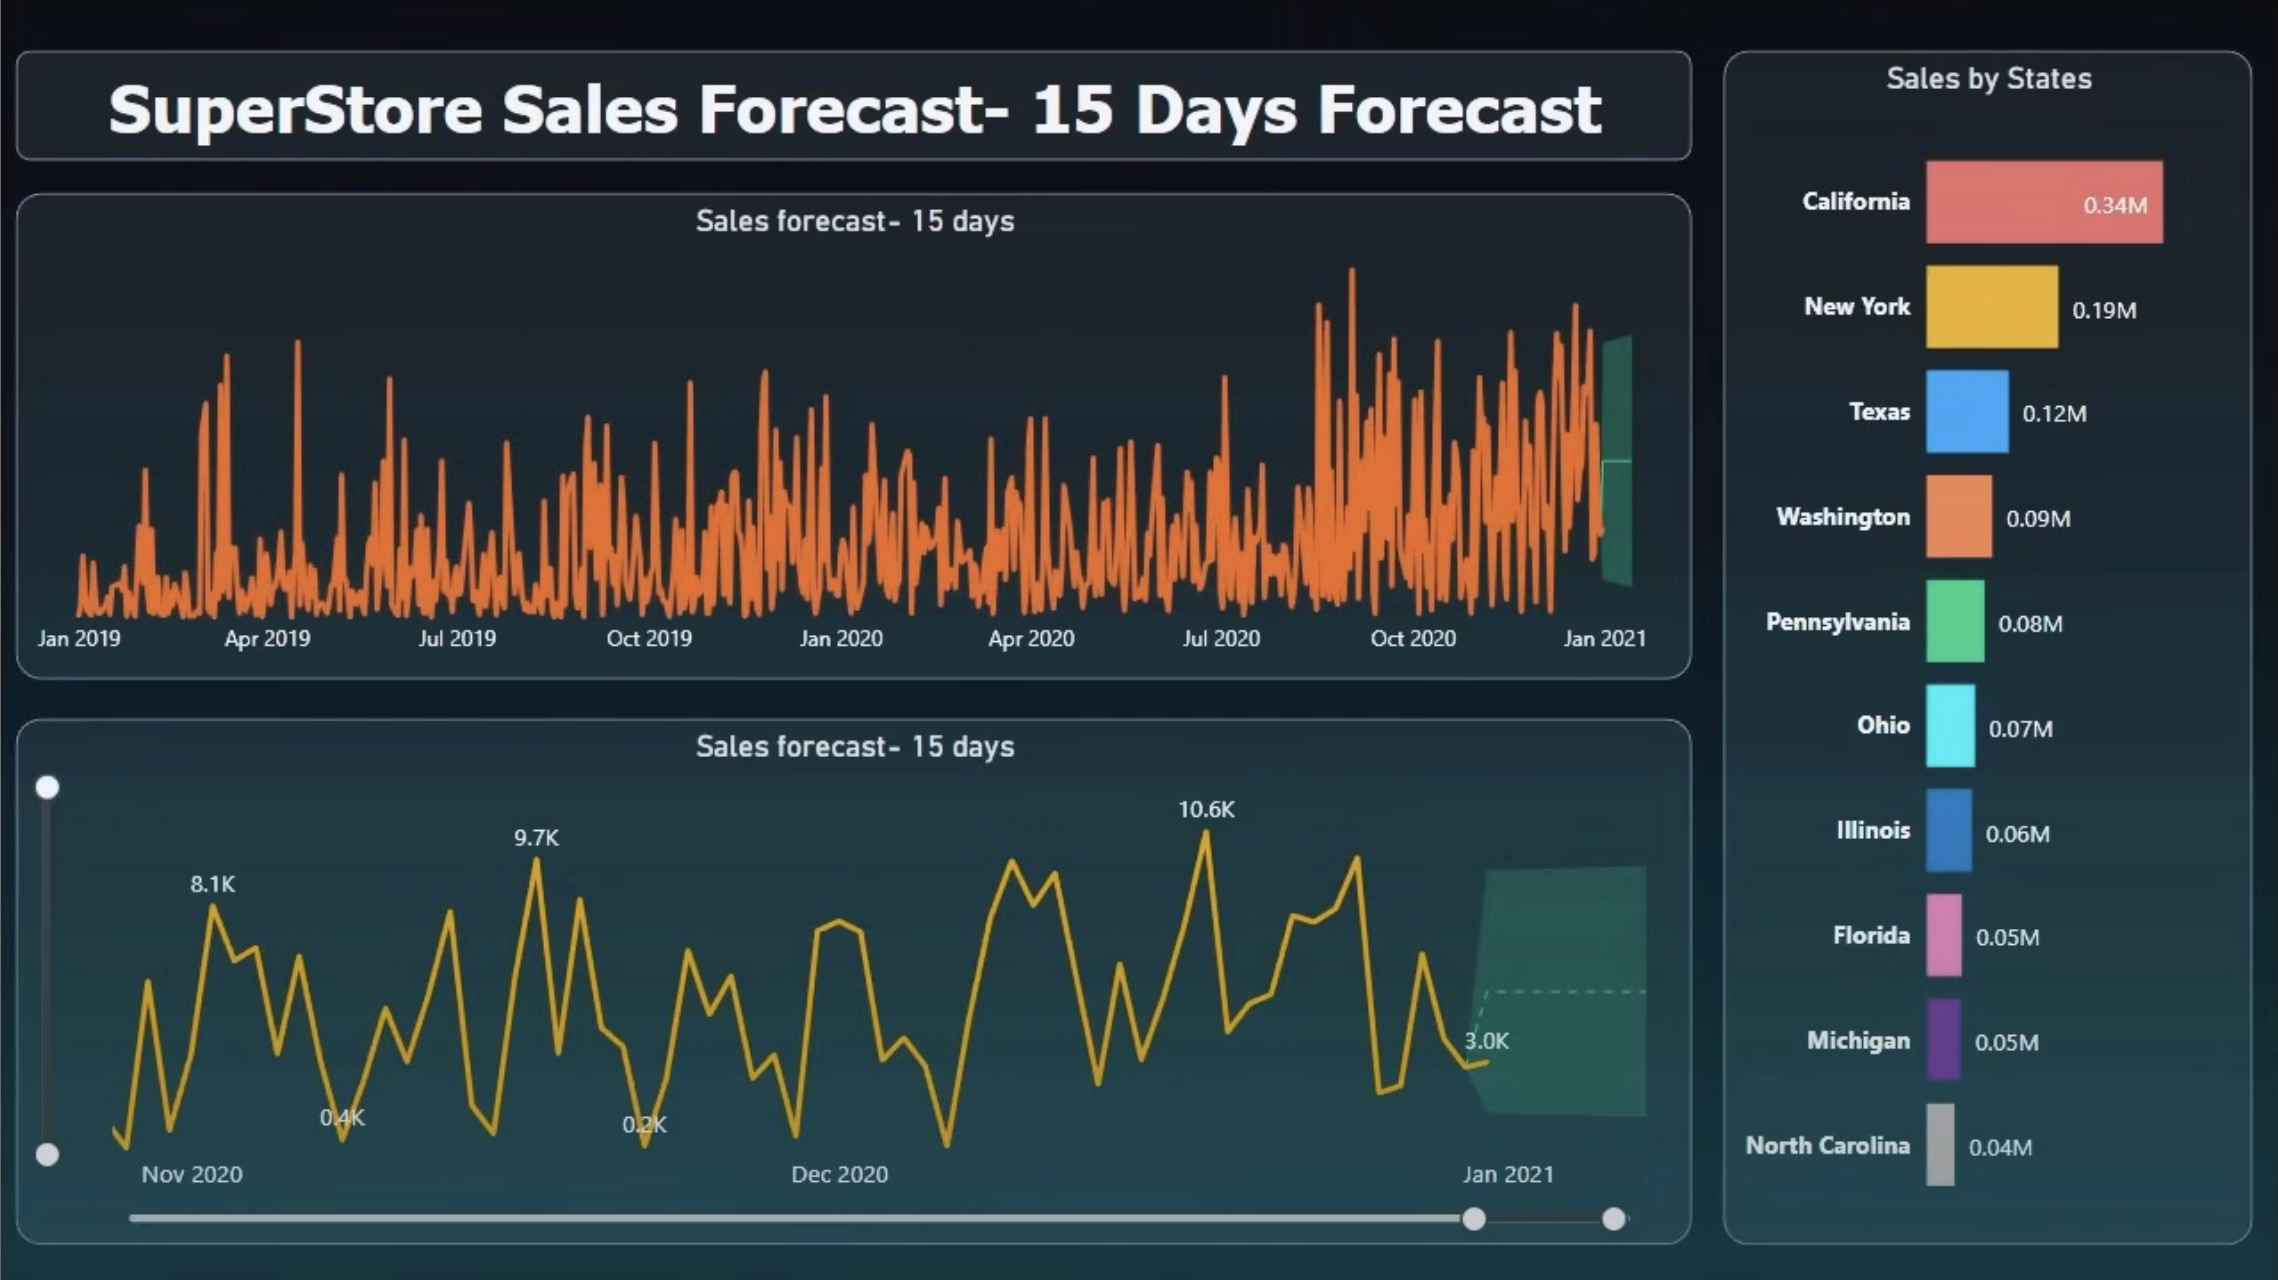 SuperStore Sales Forecast- 15 Days Forecast
Sales forecast- 15 days
Jan 2019 Apr 2019 Jul 2019 Oct 2019 Jan 2020 Apr 2020 Jul 2020 Oct 2020 Jan 2021
Sales forecast- 15 days
10.6K
9.7K
8.1K
3.0K
0.4K
0.2K
Nov 2020 Dec 2020 Jan 2021
Sales by States
California 0.34M
New York 0.19M
Texas 0.12M
Washington 0.09M
Pennsylvania 0.08M
Ohio 0.07M
Illinois 0.06M
Florida 0.05M
Michigan 0.05M
North Carolina 0.04M